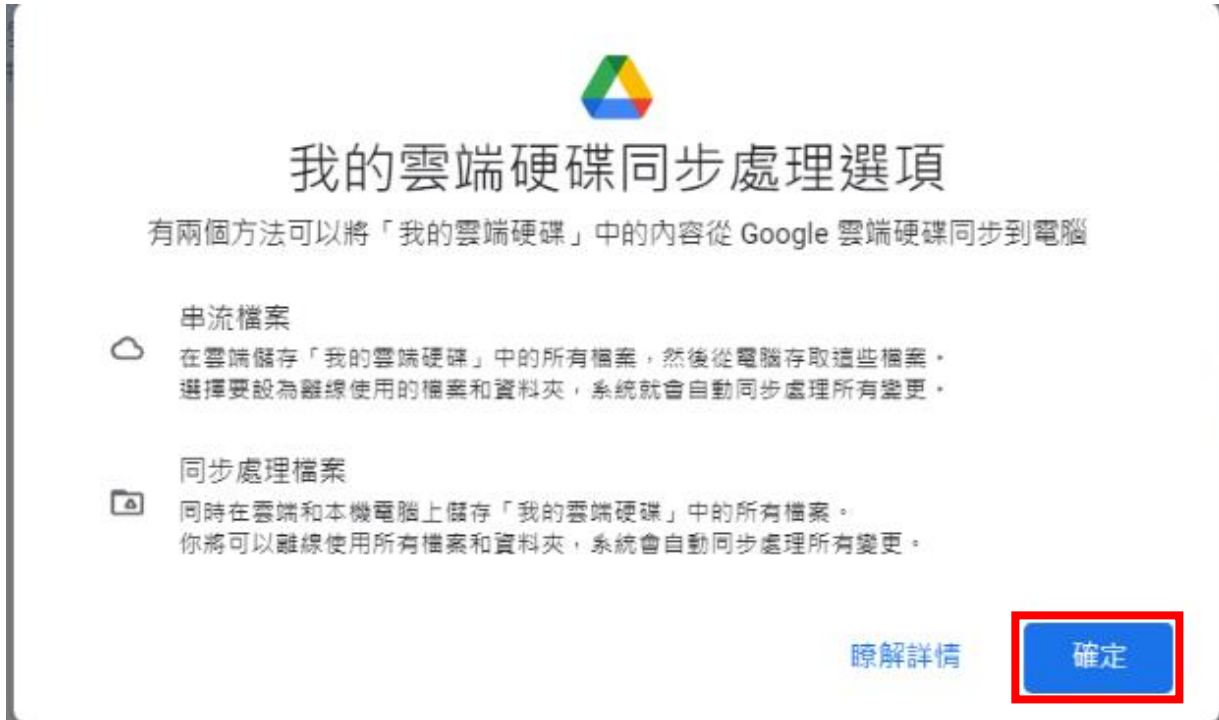 我的雲端硬碟同步處理選項
有兩個方法可以將「我的雲端硬碟」中的內容從 Google 雲端硬碟同步到電腦
串流檔案
在雲端儲存「我的雲端硬碟」中的所有檔案，然後從電腦存取這些檔案。
選擇要設為離線使用的檔案和資料夾，系統就會自動同步處理所有變更。
同步處理檔案
同時在雲端和本機電腦上儲存「我的雲端硬碟」中的所有檔案。
你將可以離線使用所有檔案和資料夾，系統會自動同步處理所有變更。
瞭解詳情
確定